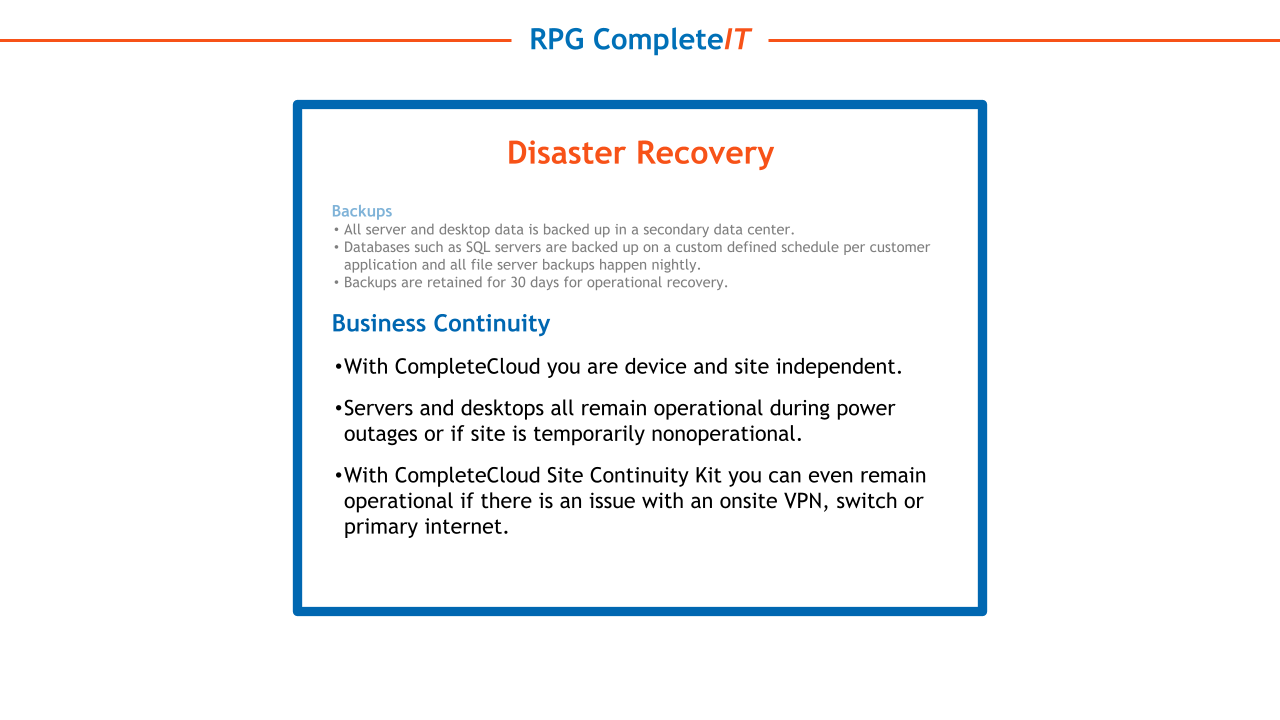 RPG CompleteIT
Disaster Recovery
Backups
• All server and desktop data is backed up in a secondary data center.
• Databases such as SQL servers are backed up on a custom defined schedule per customer
application and all file server backups happen nightly.
• Backups are retained for 30 days for operational recovery.
Business Continuity
•With CompleteCloud you are device and site independent.
•Servers and desktops all remain operational during power
outages or if site is temporarily nonoperational.
•With CompleteCloud Site Continuity Kit you can even remain
operational if there is an issue with an onsite VPN, switch or
primary internet.